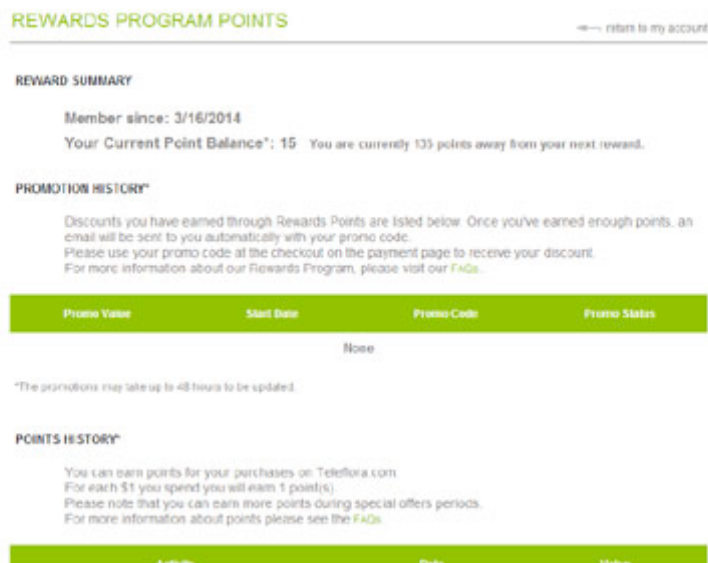 REWARDS PROGRAM POINTS
return to my account
REWARD SUMMARY
Member since: 3/16/2014
Your Current Point Balance*: 15 You are currently 135 points away from your next reward.
PROMOTION HISTORY*
Discounts you have earned through Rewards Points are listed below. Once you've earned enough points, an
email will be sent to you automatically with your promo code.
Please use your promo code at the checkout on the payment page to receive your discount.
For more information about our Rewards Program, please visit our FAQs.
Promo Value Start Date Promo Code Promo Status
None
*The promotions may take up to 48 hours to be updated.
POINTS HISTORY*
You can earn points for your purchases on Teleflora.com
For each $1 you spend you will earn 1 point(s).
Please note that you can earn more points during special offers periods.
For more information about points please see the FAQs